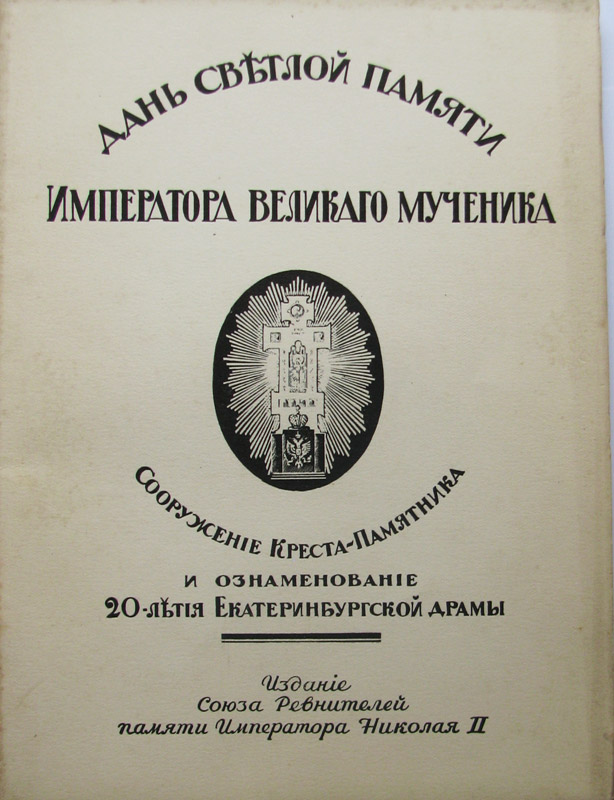 Дань свѣтлой памяти
Императора Великаго Мученика
Сооруженіе Креста-Памятника
и ознаменованіе
20-лѣтія Екатеринбургской драмы
Изданіе
Союза Ревнителей
памяти Императора Николая II